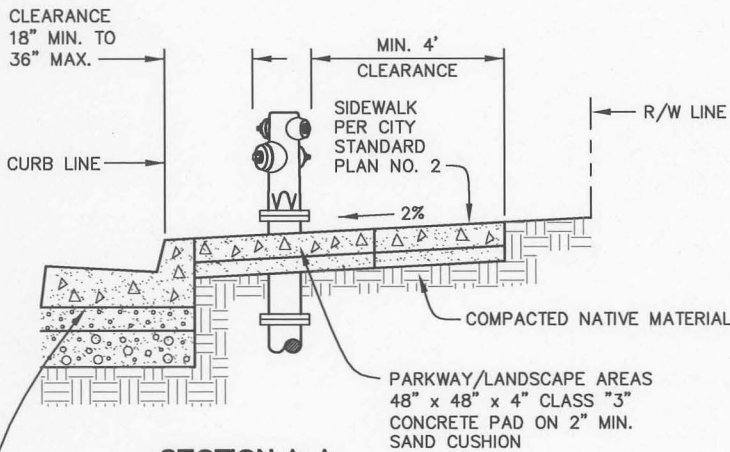 CLEARANCE
18" MIN. TO
36" MAX.
MIN. 4'
CLEARANCE
SIDEWALK
PER CITY
STANDARD
PLAN NO. 2
R/W LINE
CURB LINE
2%
COMPACTED NATIVE MATERIAL
PARKWAY/LANDSCAPE AREAS
48" x 48" x 4" CLASS "3"
CONCRETE PAD ON 2" MIN.
SAND CUSHION